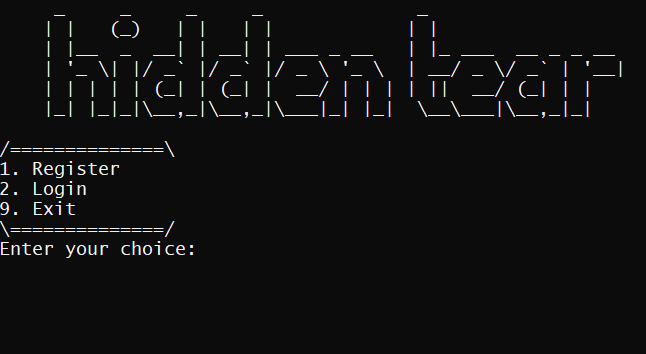 hidden tear
/==============\
1. Register
2. Login
9. Exit
\==============/
Enter your choice: